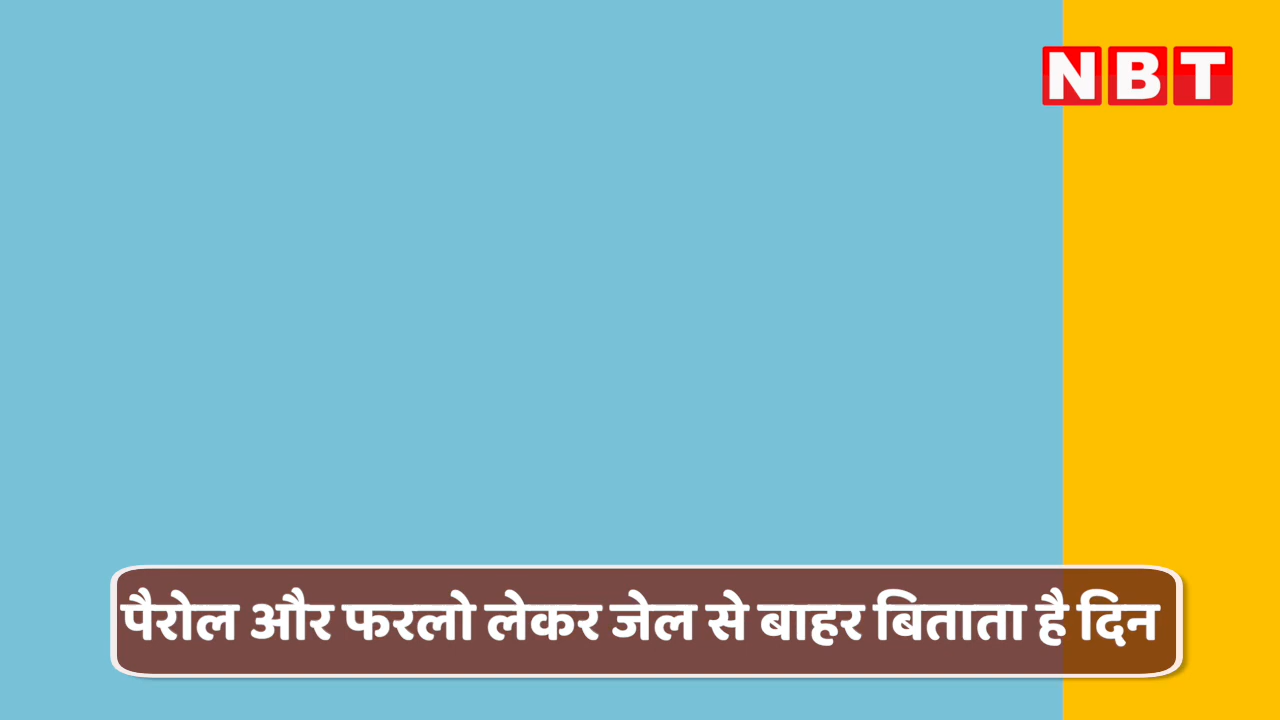 NBT
पैरोल और फरलो लेकर जेल से बाहर बिताता है दिन